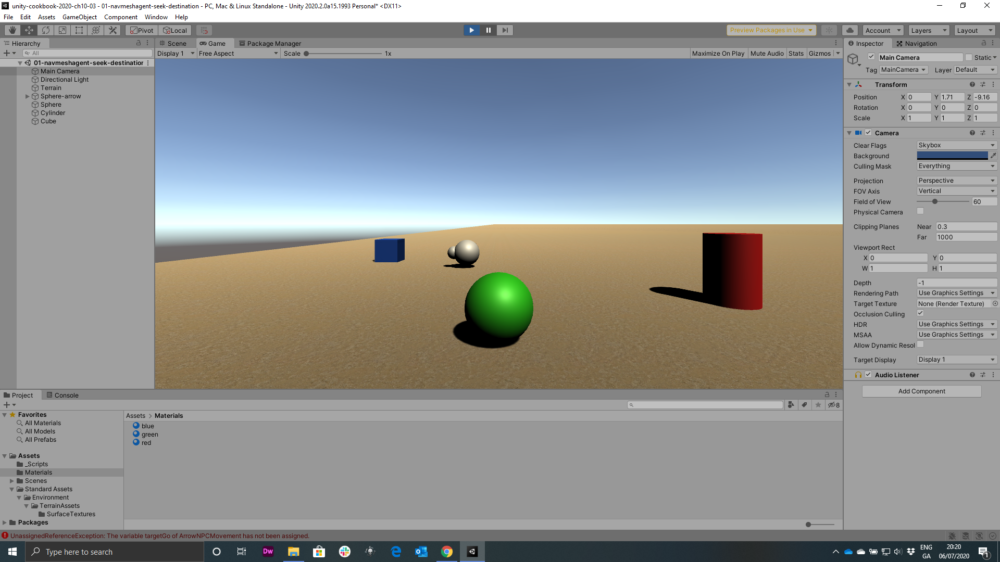 unity-cookbook-2020-ch10-03 - 01-navmeshagent-seek-destination - PC, Mac & Linux Standalone - Unity 2020.2.0a15.1993 Personal* <DX11>
File Edit Assets GameObject Component Window Help
Pivot Local Preview Packages in Use Account Layers Layout
Hierarchy
All
01-navmeshagent-seek-destination
Main Camera
Directional Light
Terrain
Sphere-arrow
Sphere
Cylinder
Cube
Scene Game Package Manager
Display 1 Free Aspect Scale 1x Maximize On Play Mute Audio Stats Gizmos
Inspector Navigation
Main Camera Static
Tag MainCamera Layer Default
Transform
Position X 0 Y 1.71 Z -9.16
Rotation X 0 Y 0 Z 0
Scale X 1 Y 1 Z 1
Camera
Clear Flags Skybox
Background
Culling Mask Everything
Projection Perspective
FOV Axis Vertical
Field of View 60
Physical Camera
Clipping Planes Near 0.3
Far 1000
Viewport Rect
X 0 Y 0
W 1 H 1
Depth -1
Rendering Path Use Graphics Settings
Target Texture None (Render Texture)
Occlusion Culling
HDR Use Graphics Settings
MSAA Use Graphics Settings
Allow Dynamic Resol
Target Display Display 1
Audio Listener
Add Component
Project Console
8
Favorites
All Materials
All Models
All Prefabs
Assets
_Scripts
Materials
Scenes
Standard Assets
Environment
TerrainAssets
SurfaceTextures
Packages
Assets > Materials
blue
green
red
UnassignedReferenceException: The variable targetGo of ArrowNPCMovement has not been assigned.
Type here to search
Dw
ENG
GA
20:20
06/07/2020
1